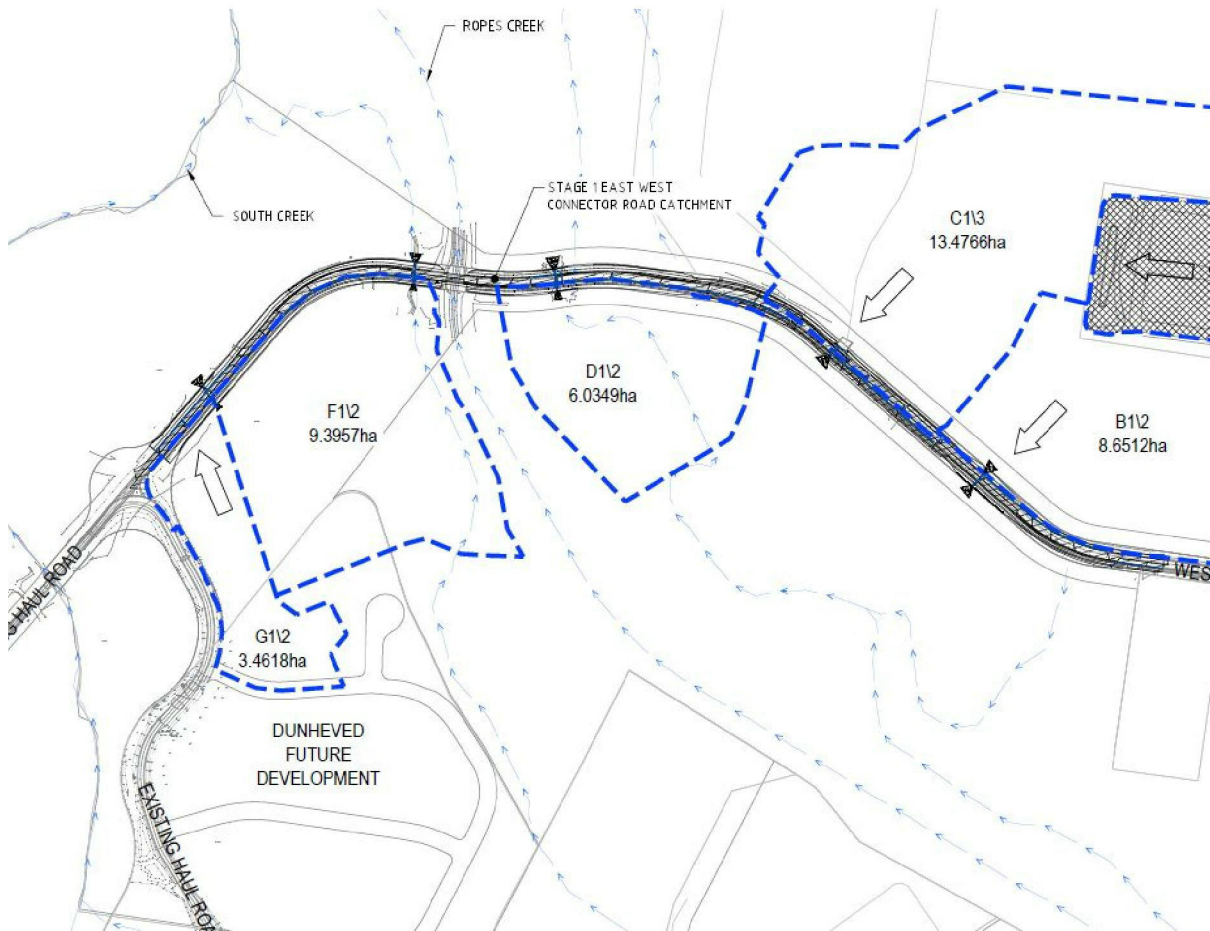 ROPES CREEK
STAGE 1 EAST WEST
CONNECTOR ROAD CATCHMENT
SOUTH CREEK
C1\3
13.4766ha
D1\2
6.0349ha
F1\2
9.3957ha
B1\2
8.6512ha
G HAUL ROAD
WES
G1\2
3.4618ha
DUNHEVED
FUTURE
DEVELOPMENT
EXISTING HAUL ROA